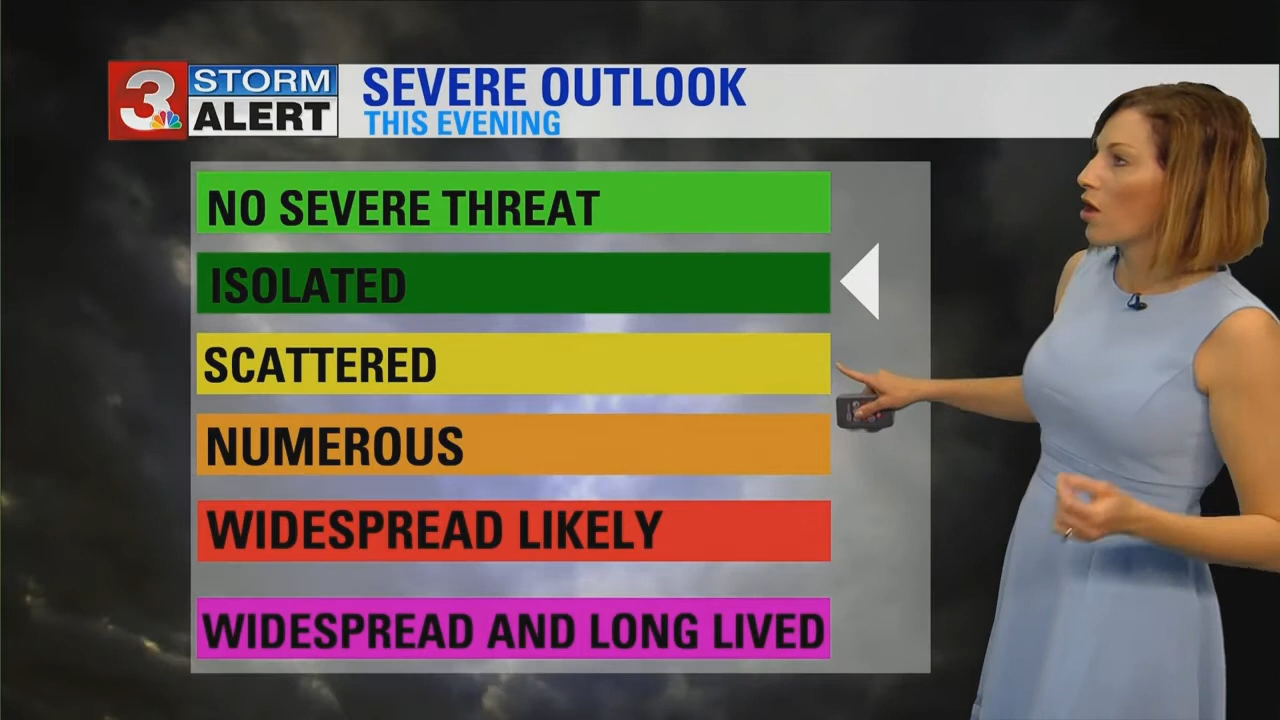 3 STORM
ALERT
SEVERE OUTLOOK
THIS EVENING
NO SEVERE THREAT
ISOLATED
SCATTERED
NUMEROUS
WIDESPREAD LIKELY
WIDESPREAD AND LONG LIVED